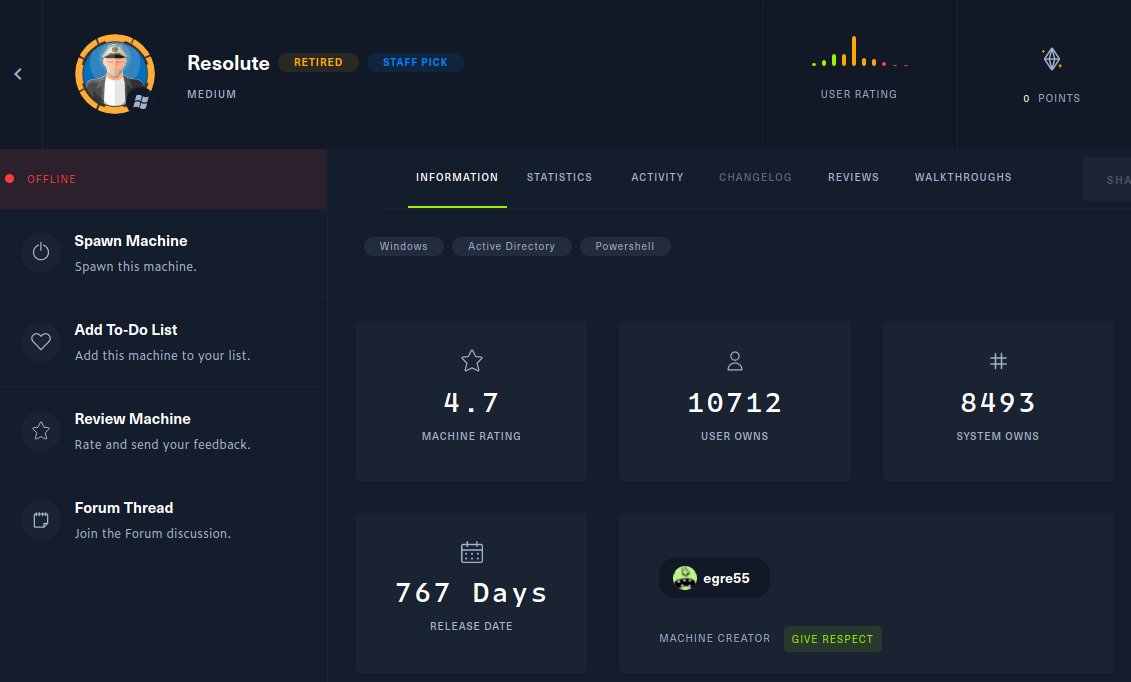 Resolute RETIRED STAFF PICK
MEDIUM
USER RATING
0 POINTS
OFFLINE
Spawn Machine
Spawn this machine.
Add To-Do List
Add this machine to your list.
Review Machine
Rate and send your feedback.
Forum Thread
Join the Forum discussion.
INFORMATION STATISTICS ACTIVITY CHANGELOG REVIEWS WALKTHROUGHS SHA
Windows Active Directory Powershell
4.7
MACHINE RATING
10712
USER OWNS
8493
SYSTEM OWNS
767 Days
RELEASE DATE
egre55
MACHINE CREATOR GIVE RESPECT